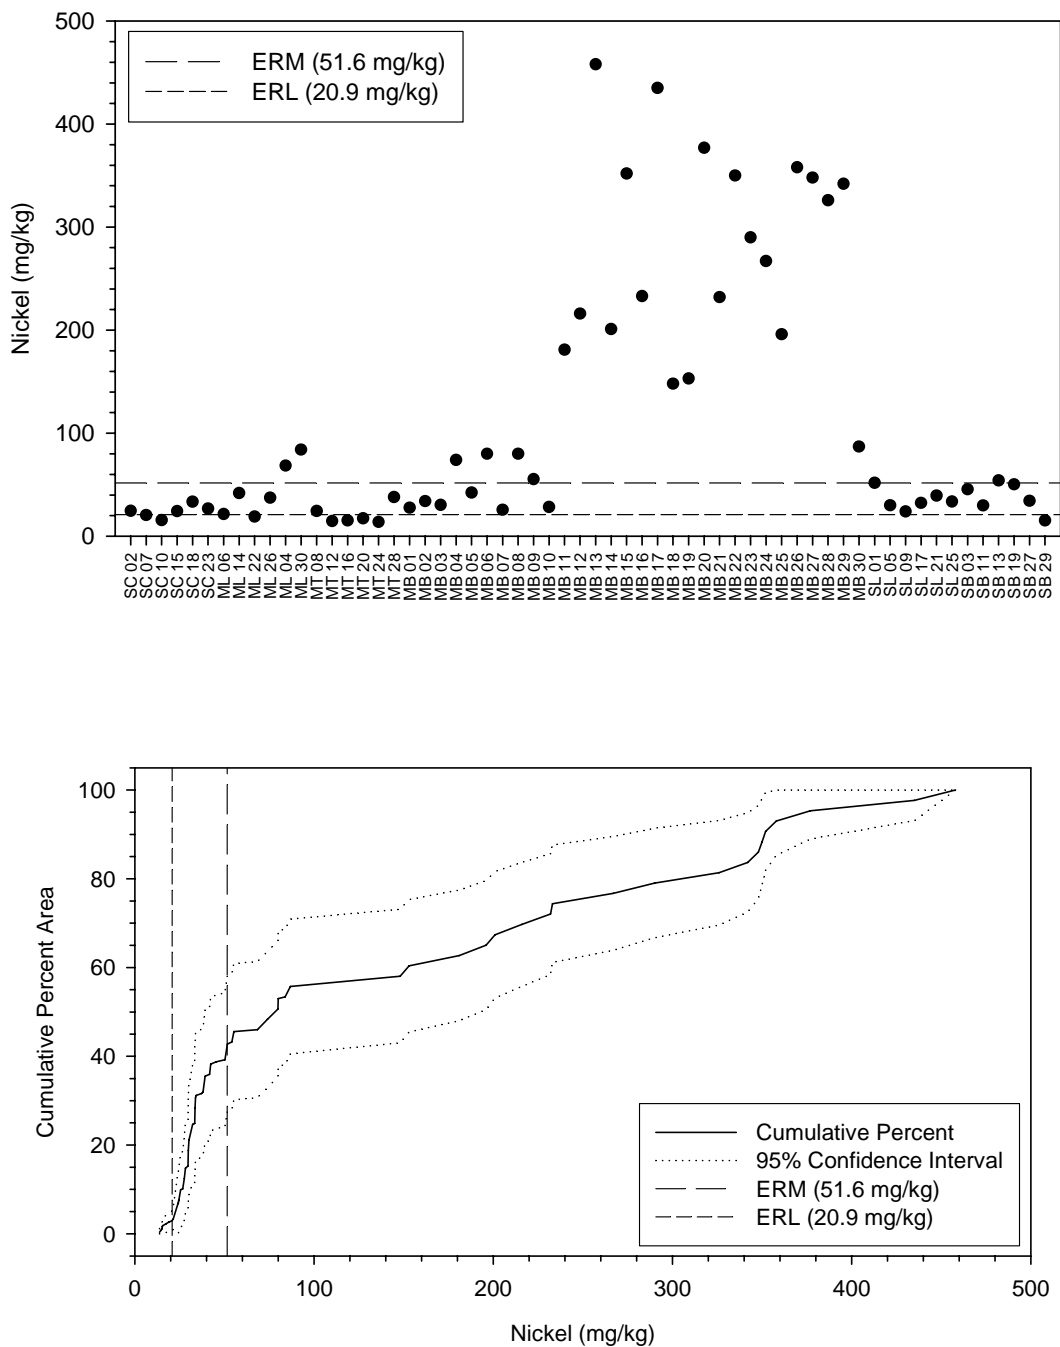 500
400
300
200
100
0
Nickel (mg/kg)
ERM (51.6 mg/kg)
ERL (20.9 mg/kg)
SC 02
SC 07
SC 10
SC 15
SC 18
SC 23
ML 06
ML 14
ML 22
ML 26
ML 04
ML 30
MT 08
MT 12
MT 16
MT 20
MT 24
MT 28
MB 01
MB 02
MB 03
MB 04
MB 05
MB 06
MB 07
MB 08
MB 09
MB 10
MB 11
MB 12
MB 13
MB 14
MB 15
MB 16
MB 17
MB 18
MB 19
MB 20
MB 21
MB 22
MB 23
MB 24
MB 25
MB 26
MB 27
MB 28
MB 29
MB 30
SL 01
SL 05
SL 09
SL 17
SL 21
SL 25
SB 03
SB 11
SB 13
SB 19
SB 27
SB 29
100
80
60
40
20
0
Cumulative Percent Area
Cumulative Percent
95% Confidence Interval
ERM (51.6 mg/kg)
ERL (20.9 mg/kg)
0 100 200 300 400 500
Nickel (mg/kg)